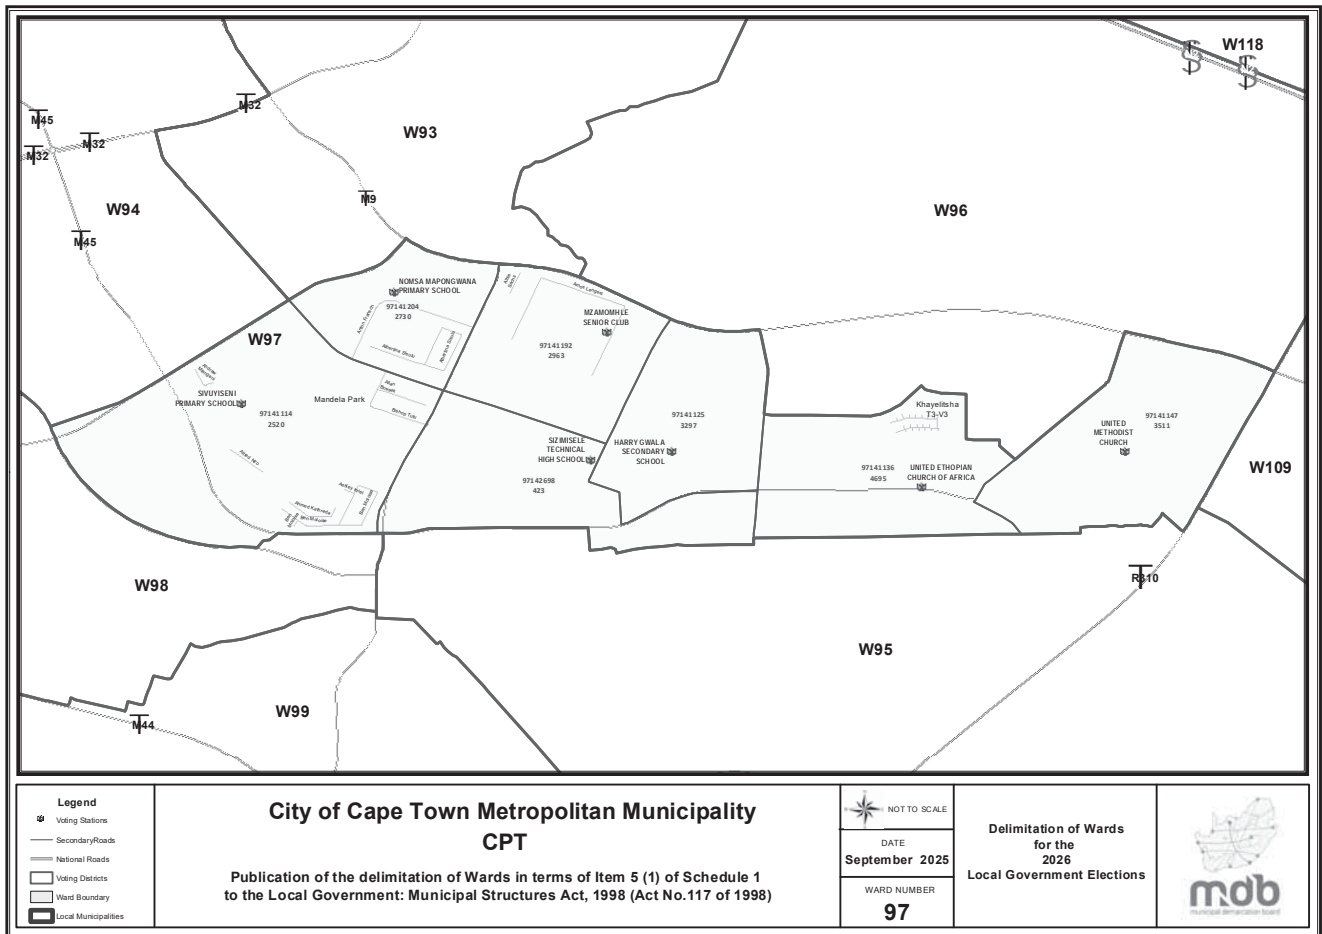 W118
M32
M45
M32
M32
W93
M9
W94
W96
M45
NOMSA MAPONGWANA
PRIMARY SCHOOL
97141204
2730
MZAMOMHLE
SENIOR CLUB
97141192
2963
W97
Albertina Sisulu
SIVUYISENI
PRIMARY SCHOOL
97141114
2520
Mandela Park
Bishop Tutu
SIZIMISELE
TECHNICAL
HIGH SCHOOL
97142698
423
97141125
3297
HARRY GWALA
SECONDARY
SCHOOL
Khayelitsha
T3-V3
97141136
4695
UNITED ETHOPIAN
CHURCH OF AFRICA
97141147
3511
UNITED
METHODIST
CHURCH
W109
Ahmed Kathrada
W98
R310
W95
W99
M44
Legend
Voting Stations
SecondaryRoads
National Roads
Voting Districts
Ward Boundary
Local Municipalities
City of Cape Town Metropolitan Municipality
CPT
Publication of the delimitation of Wards in terms of Item 5 (1) of Schedule 1
to the Local Government: Municipal Structures Act, 1998 (Act No.117 of 1998)
NOT TO SCALE
DATE
September 2025
WARD NUMBER
97
Delimitation of Wards
for the
2026
Local Government Elections
mdb
municipal demarcation board